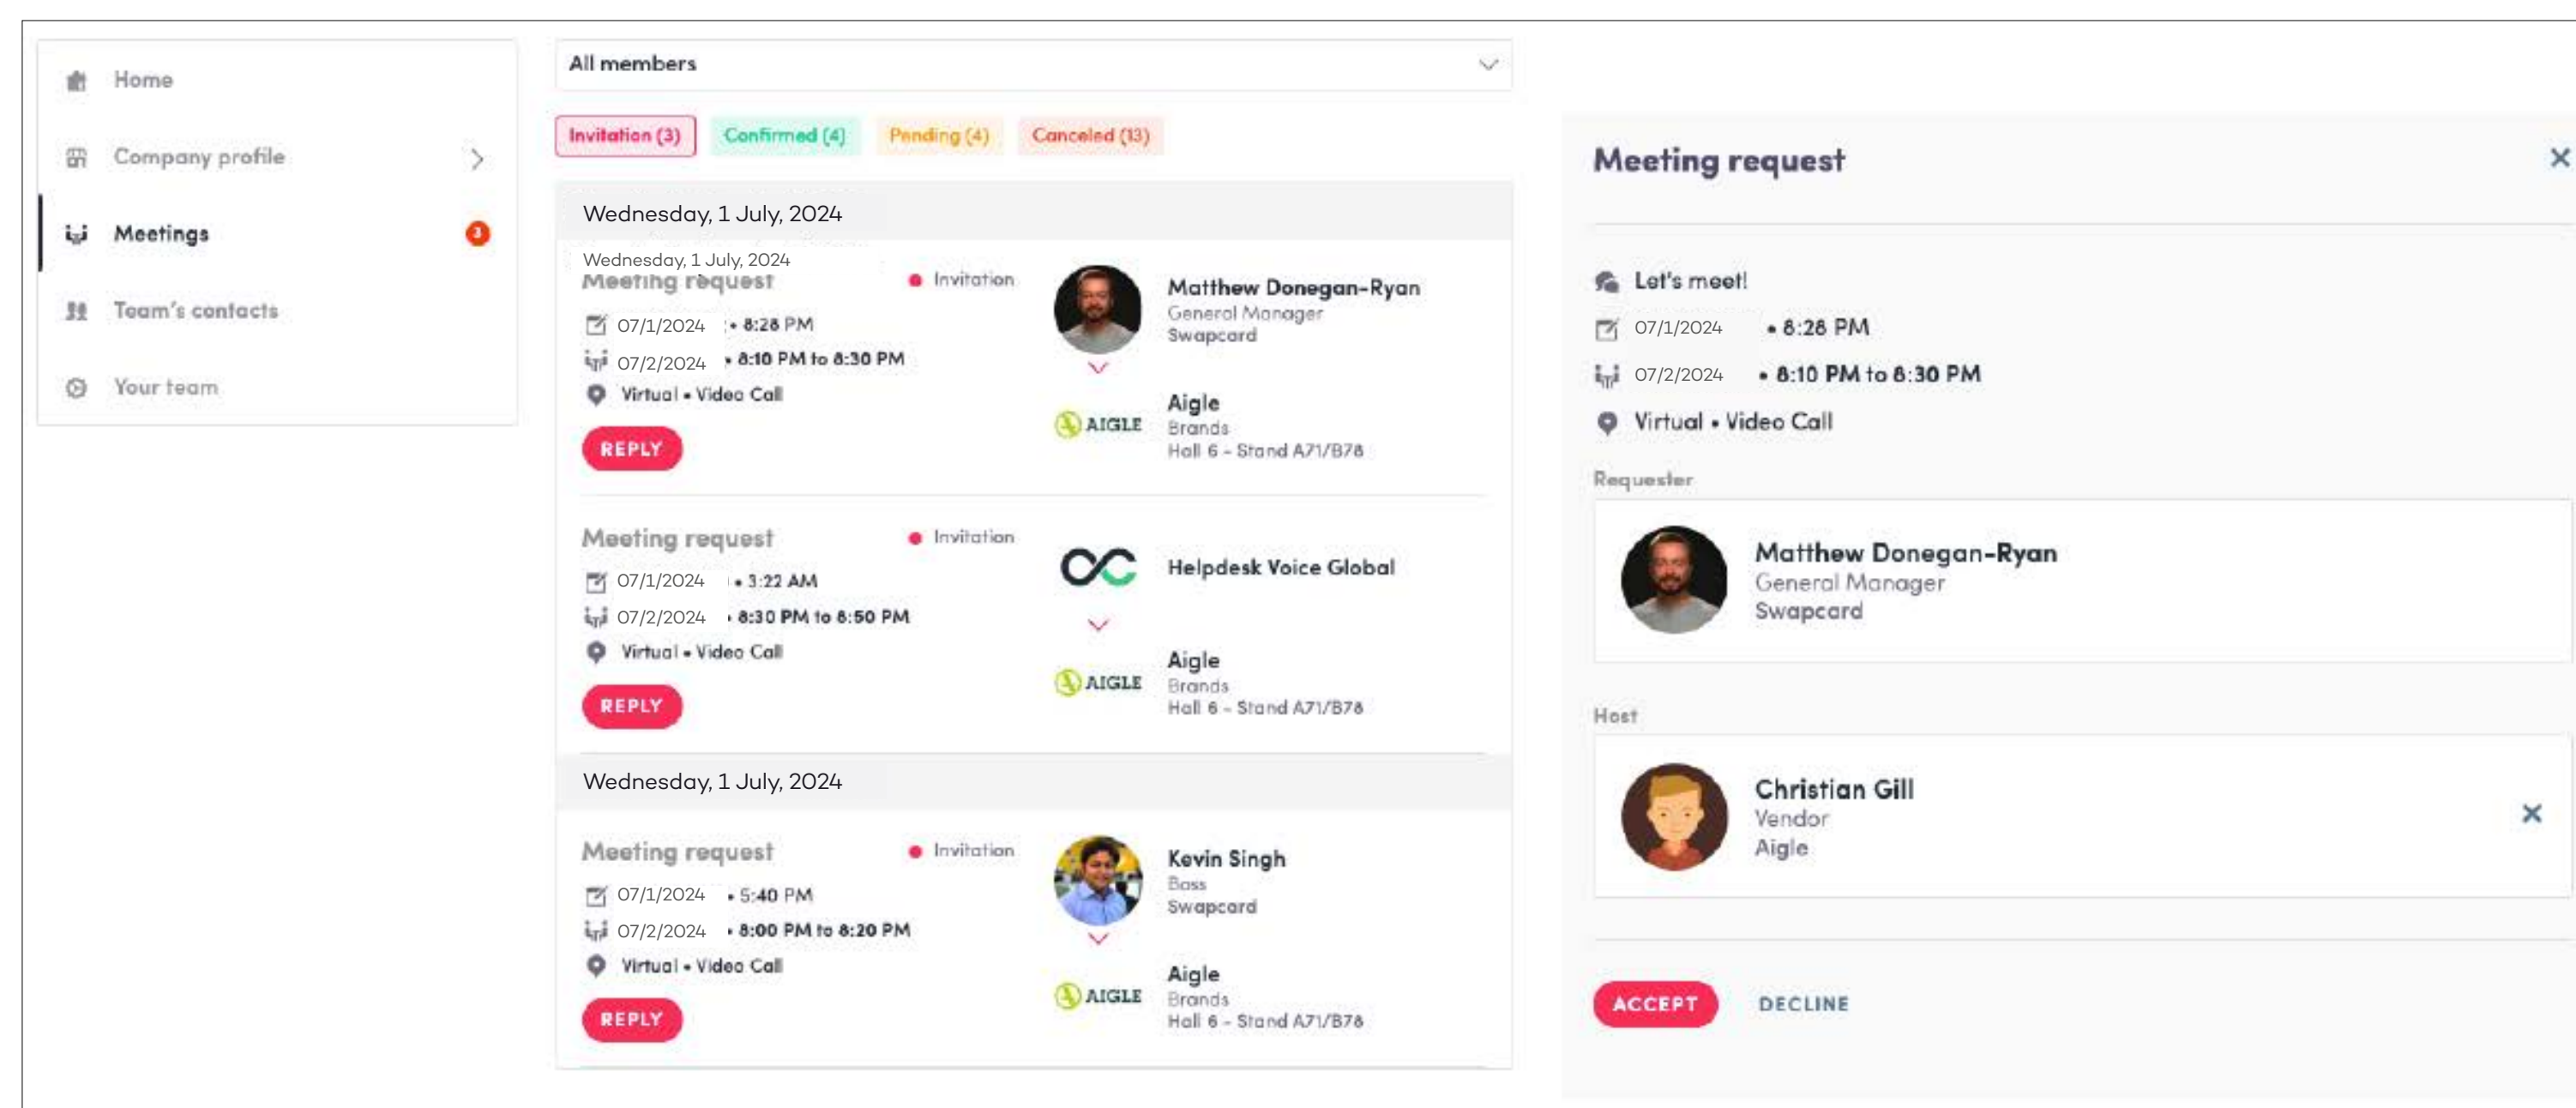 Home
Company profile
Meetings 3
Team's contacts
Your team
All members
Invitation (3) Confirmed (4) Pending (4) Canceled (13)
Wednesday, 1 July, 2024
Wednesday, 1 July, 2024
Meeting request Invitation
07/1/2024 • 8:28 PM
07/2/2024 • 8:10 PM to 8:30 PM
Virtual • Video Call
REPLY
Matthew Donegan-Ryan
General Manager
Swapcard
AIGLE
Aigle
Brands
Hall 6 - Stand A71/B78
Meeting request Invitation
07/1/2024 • 3:22 AM
07/2/2024 • 8:30 PM to 8:50 PM
Virtual • Video Call
REPLY
Helpdesk Voice Global
AIGLE
Aigle
Brands
Hall 6 - Stand A71/B78
Wednesday, 1 July, 2024
Meeting request Invitation
07/1/2024 • 5:40 PM
07/2/2024 • 8:00 PM to 8:20 PM
Virtual • Video Call
REPLY
Kevin Singh
Boss
Swapcard
AIGLE
Aigle
Brands
Hall 6 - Stand A71/B78
Meeting request
Let's meet!
07/1/2024 • 8:28 PM
07/2/2024 • 8:10 PM to 8:30 PM
Virtual • Video Call
Requester
Matthew Donegan-Ryan
General Manager
Swapcard
Host
Christian Gill
Vendor
Aigle
ACCEPT DECLINE